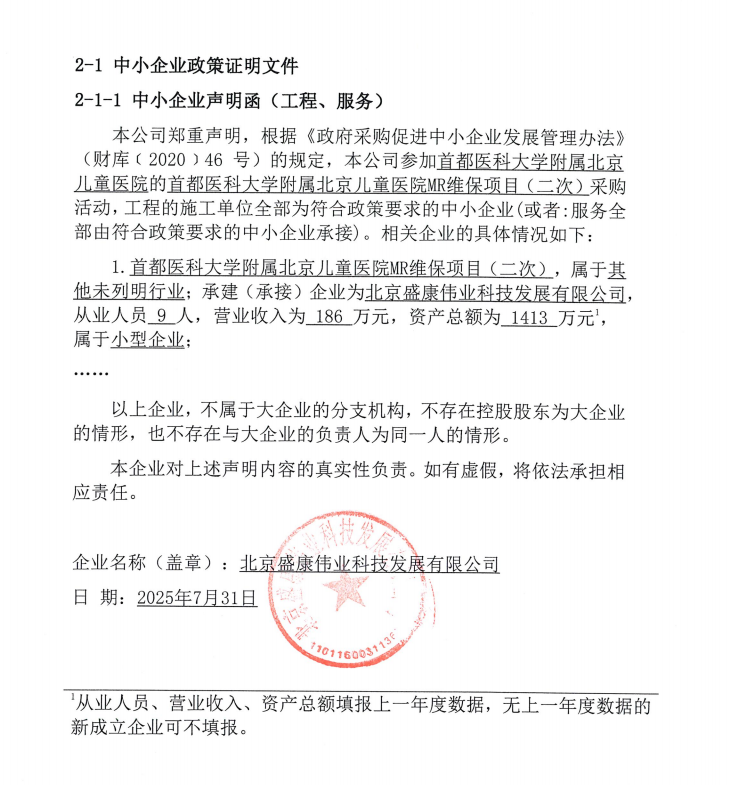 2-1 中小企业政策证明文件
2-1-1 中小企业声明函（工程、服务）
本公司郑重声明，根据《政府采购促进中小企业发展管理办法》
（财库﹝2020﹞46 号）的规定，本公司参加首都医科大学附属北京
儿童医院的首都医科大学附属北京儿童医院MR维保项目（二次）采购
活动，工程的施工单位全部为符合政策要求的中小企业(或者:服务全
部由符合政策要求的中小企业承接)。相关企业的具体情况如下：
1.首都医科大学附属北京儿童医院MR维保项目（二次），属于其
他未列明行业；承建（承接）企业为北京盛康伟业科技发展有限公司，
从业人员 9 人，营业收入为 186 万元，资产总额为 1413 万元¹，
属于小型企业；
……
以上企业，不属于大企业的分支机构，不存在控股股东为大企业
的情形，也不存在与大企业的负责人为同一人的情形。
本企业对上述声明内容的真实性负责。如有虚假，将依法承担相
应责任。
企业名称（盖章）：北京盛康伟业科技发展有限公司
日 期：2025年7月31日
¹从业人员、营业收入、资产总额填报上一年度数据，无上一年度数据的
新成立企业可不填报。